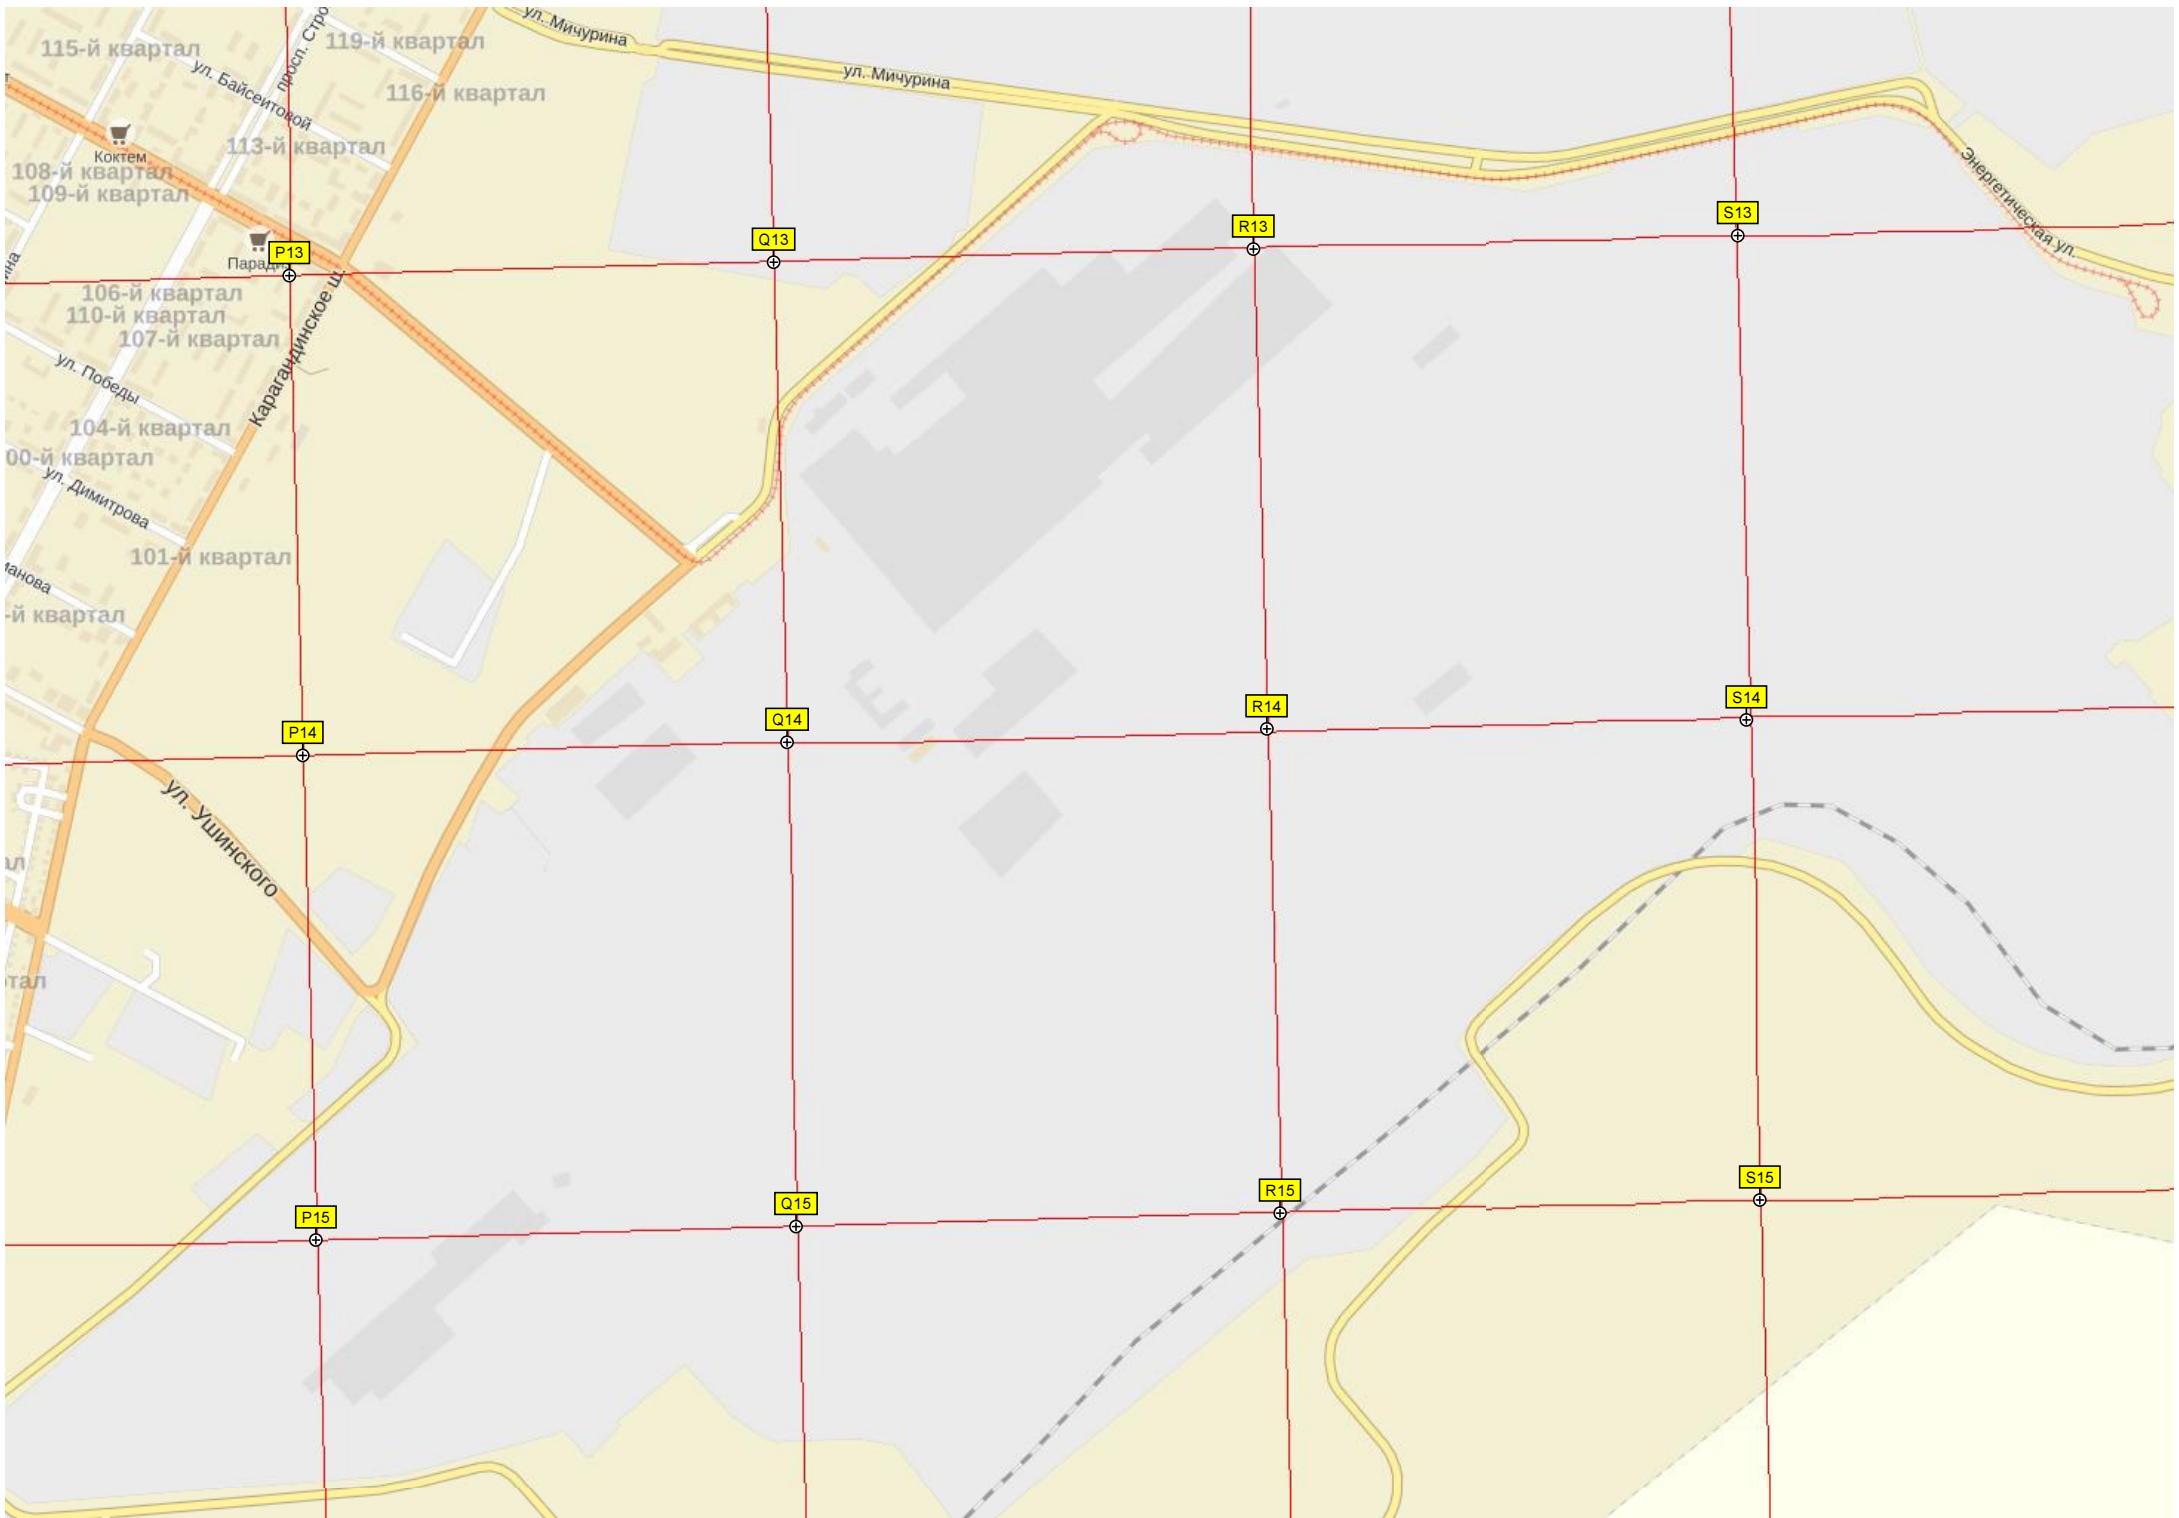 ул. Мичурина
119-й квартал
115-й квартал
просп. Стро
ул. Байсеитовой
116-й квартал
ул. Мичурина
Коктем
113-й квартал
108-й квартал
109-й квартал
Энергетическая ул.
S13
R13
Q13
P13
106-й квартал
110-й квартал
107-й квартал
Карагандинское ш.
ул. Победы
104-й квартал
00-й квартал
ул. Димитрова
101-й квартал
манова
-й квартал
S14
R14
Q14
P14
ул. Ушинского
ал
тал
S15
R15
Q15
P15